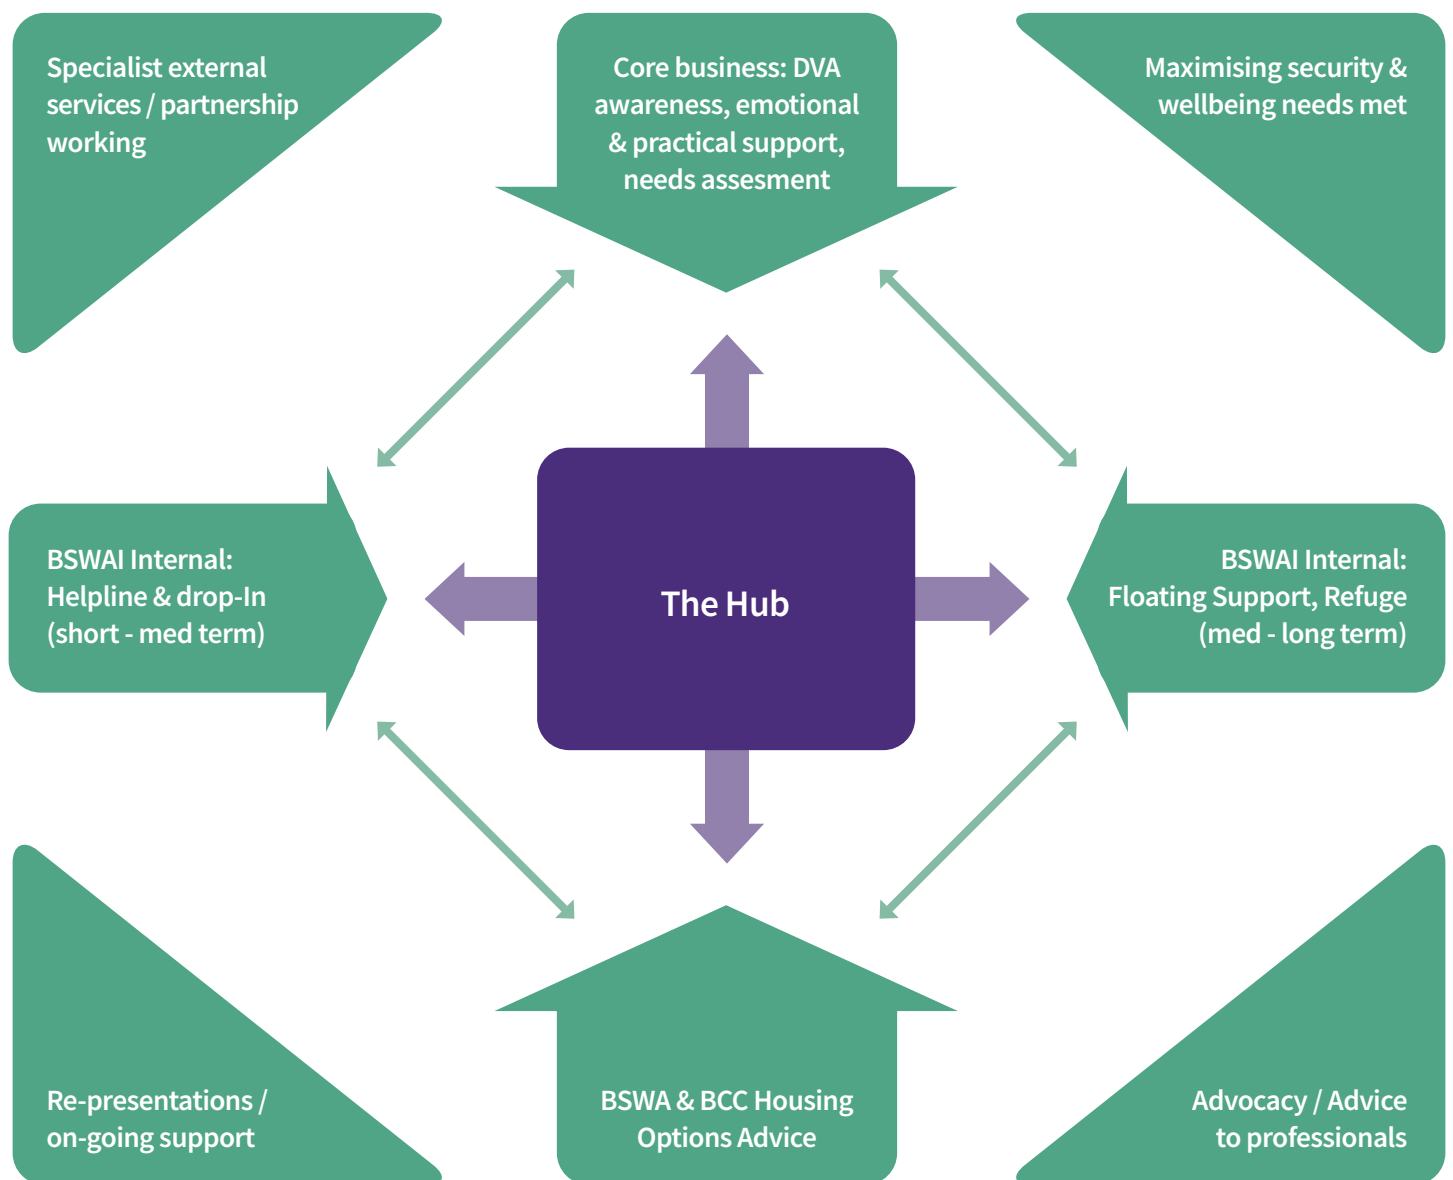 Specialist external
services / partnership
working
Core business: DVA
awareness, emotional
& practical support,
needs assesment
Maximising security &
wellbeing needs met
BSWAI Internal:
Helpline & drop-In
(short - med term)
The Hub
BSWAI Internal:
Floating Support, Refuge
(med - long term)
Re-presentations /
on-going support
BSWA & BCC Housing
Options Advice
Advocacy / Advice
to professionals